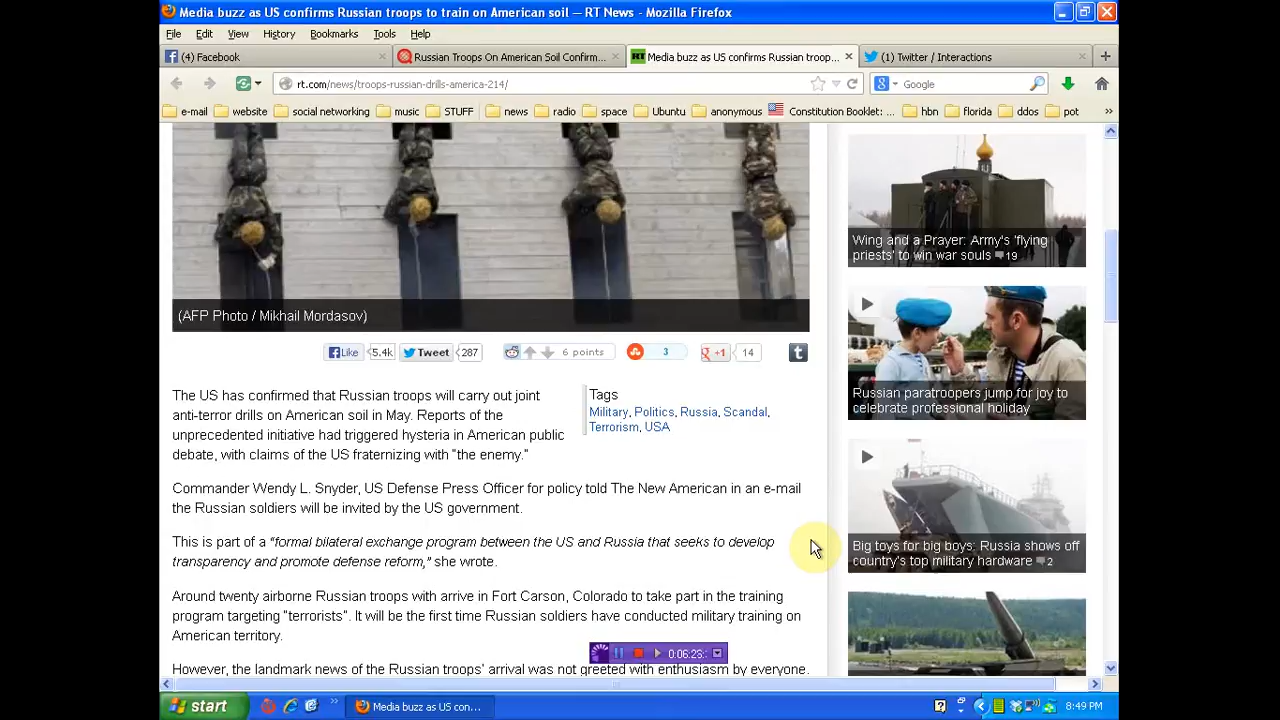 Media buzz as US confirms Russian troops to train on American soil — RT News - Mozilla Firefox
File Edit View History Bookmarks Tools Help
Facebook
Russian Troops On American Soil Confirm...
Media buzz as US confirms Russian troop...
(1) Twitter / Interactions
rt.com/news/troops-russian-drills-america-214/
Google
e-mail website social networking music STUFF news radio space Ubuntu anonymous Constitution Booklet: ... hbn florida ddos pot
(AFP Photo / Mikhail Mordasov)
Like 5.4k Tweet 287 6 points 3 +1 14
The US has confirmed that Russian troops will carry out joint
anti-terror drills on American soil in May. Reports of the
unprecedented initiative had triggered hysteria in American public
debate, with claims of the US fraternizing with "the enemy."
Tags
Military, Politics, Russia, Scandal,
Terrorism, USA
Commander Wendy L. Snyder, US Defense Press Officer for policy told The New American in an e-mail
the Russian soldiers will be invited by the US government.
This is part of a "formal bilateral exchange program between the US and Russia that seeks to develop
transparency and promote defense reform," she wrote.
Around twenty airborne Russian troops with arrive in Fort Carson, Colorado to take part in the training
program targeting "terrorists". It will be the first time Russian soldiers have conducted military training on
American territory.
However, the landmark news of the Russian troops' arrival was not greeted with enthusiasm by everyone.
Wing and a Prayer: Army's 'flying
priests' to win war souls 19
Russian paratroopers jump for joy to
celebrate professional holiday
Big toys for big boys: Russia shows off
country's top military hardware 2
0:06:28
start
Media buzz as US con...
8:49 PM